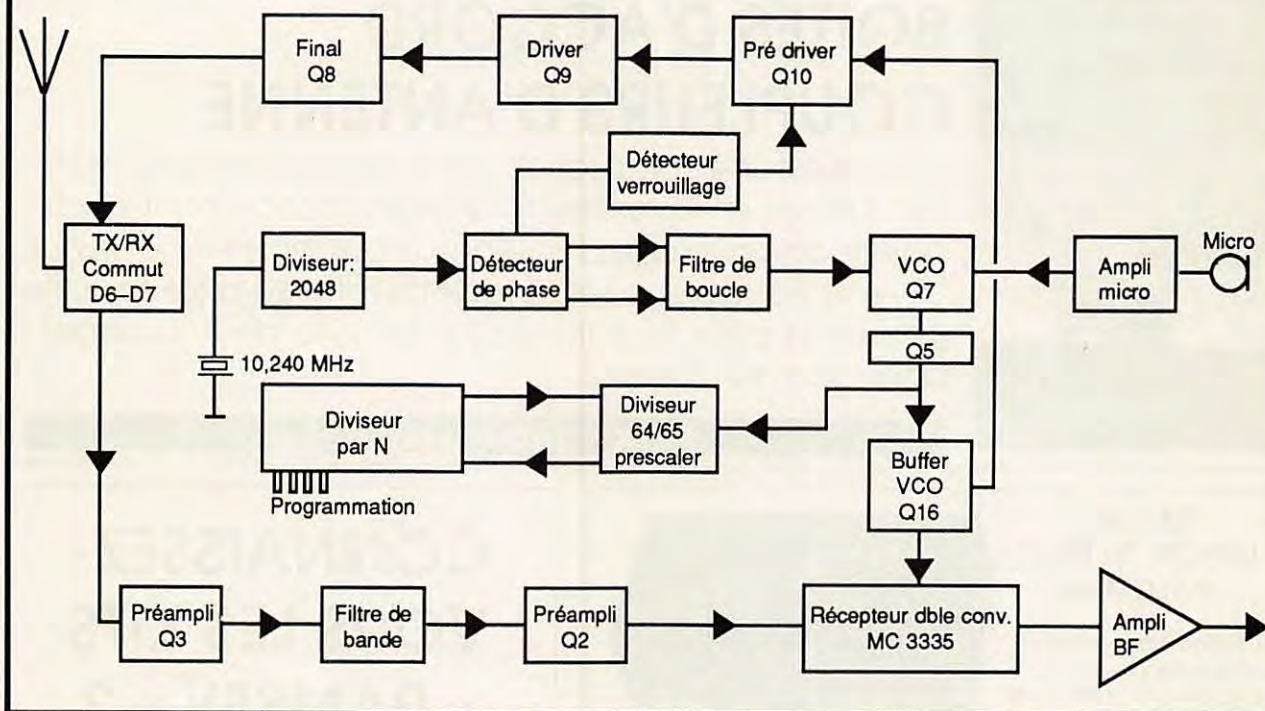 Final
Q8
Driver
Q9
Pré driver
Q10
Détecteur
verrouillage
TX/RX
Commut
D6–D7
Diviseur:
2048
Détecteur
de phase
Filtre de
boucle
VCO
Q7
Ampli
micro
Micro
Q5
10,240 MHz
Diviseur
par N
Programmation
Diviseur
64/65
prescaler
Buffer
VCO
Q16
Préampli
Q3
Filtre de
bande
Préampli
Q2
Récepteur dble conv.
MC 3335
Ampli
BF